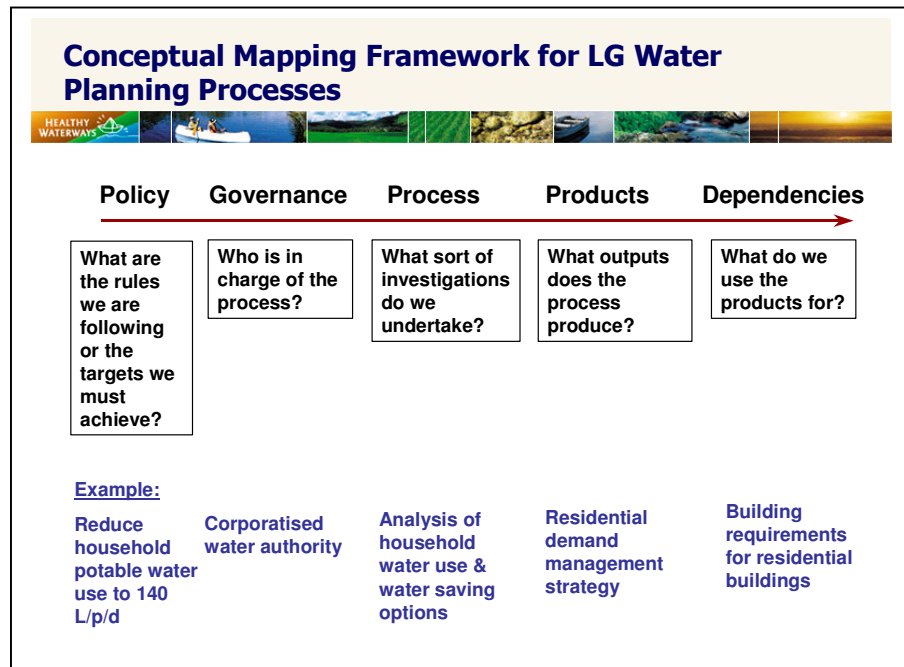 Conceptual Mapping Framework for LG Water
Planning Processes
HEALTHY
WATERWAYS
Policy Governance Process Products Dependencies
What are
the rules
we are
following
or the
targets we
must
achieve?
Who is in
charge of the
process?
What sort of
investigations
do we
undertake?
What outputs
does the
process
produce?
What do we
use the
products for?
Example:
Reduce
household
potable water
use to 140
L/p/d
Corporatised
water authority
Analysis of
household
water use &
water saving
options
Residential
demand
management
strategy
Building
requirements
for residential
buildings